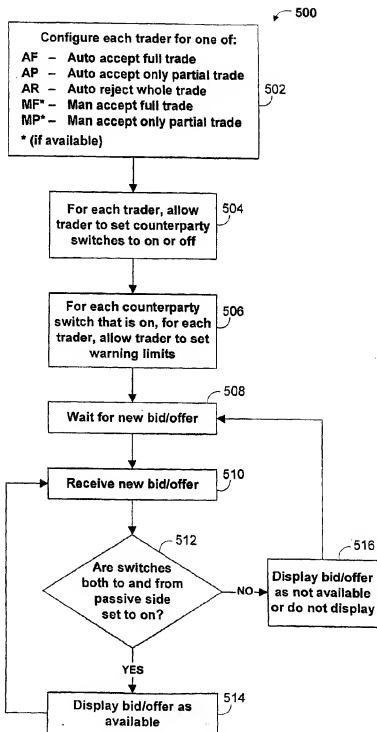 500
Configure each trader for one of:
AF – Auto accept full trade
AP – Auto accept only partial trade
AR – Auto reject whole trade
MF* – Man accept full trade
MP* – Man accept only partial trade
* (if available)
502
For each trader, allow
trader to set counterparty
switches to on or off
504
For each counterparty
switch that is on, for each
trader, allow trader to set
warning limits
506
508
Wait for new bid/offer
510
Receive new bid/offer
512
Are switches
both to and from
passive side
set to on?
NO
516
Display bid/offer
as not available
or do not display
YES
514
Display bid/offer as
available